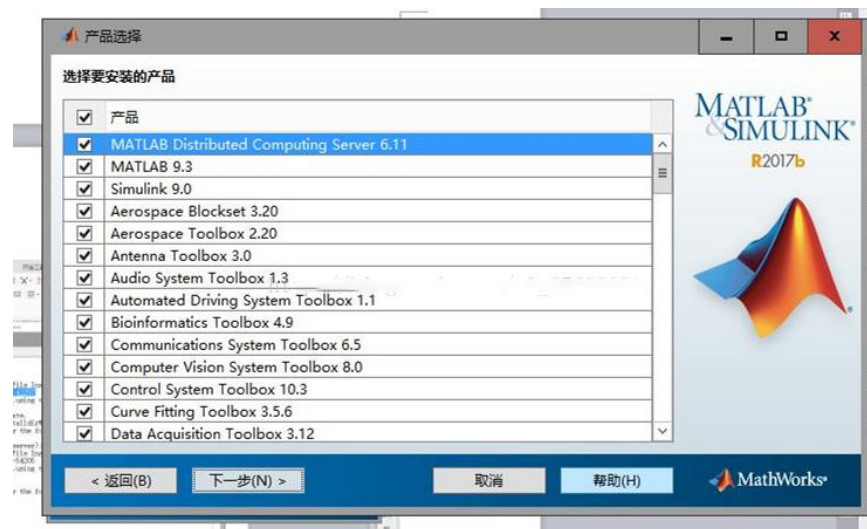 产品选择
选择要安装的产品
产品
MATLAB Distributed Computing Server 6.11
MATLAB 9.3
Simulink 9.0
Aerospace Blockset 3.20
Aerospace Toolbox 2.20
Antenna Toolbox 3.0
Audio System Toolbox 1.3
Automated Driving System Toolbox 1.1
Bioinformatics Toolbox 4.9
Communications System Toolbox 6.5
Computer Vision System Toolbox 8.0
Control System Toolbox 10.3
Curve Fitting Toolbox 3.5.6
Data Acquisition Toolbox 3.12
MATLAB®
&SIMULINK®
R2017b
< 返回(B)
下一步(N) >
取消
帮助(H)
MathWorks®